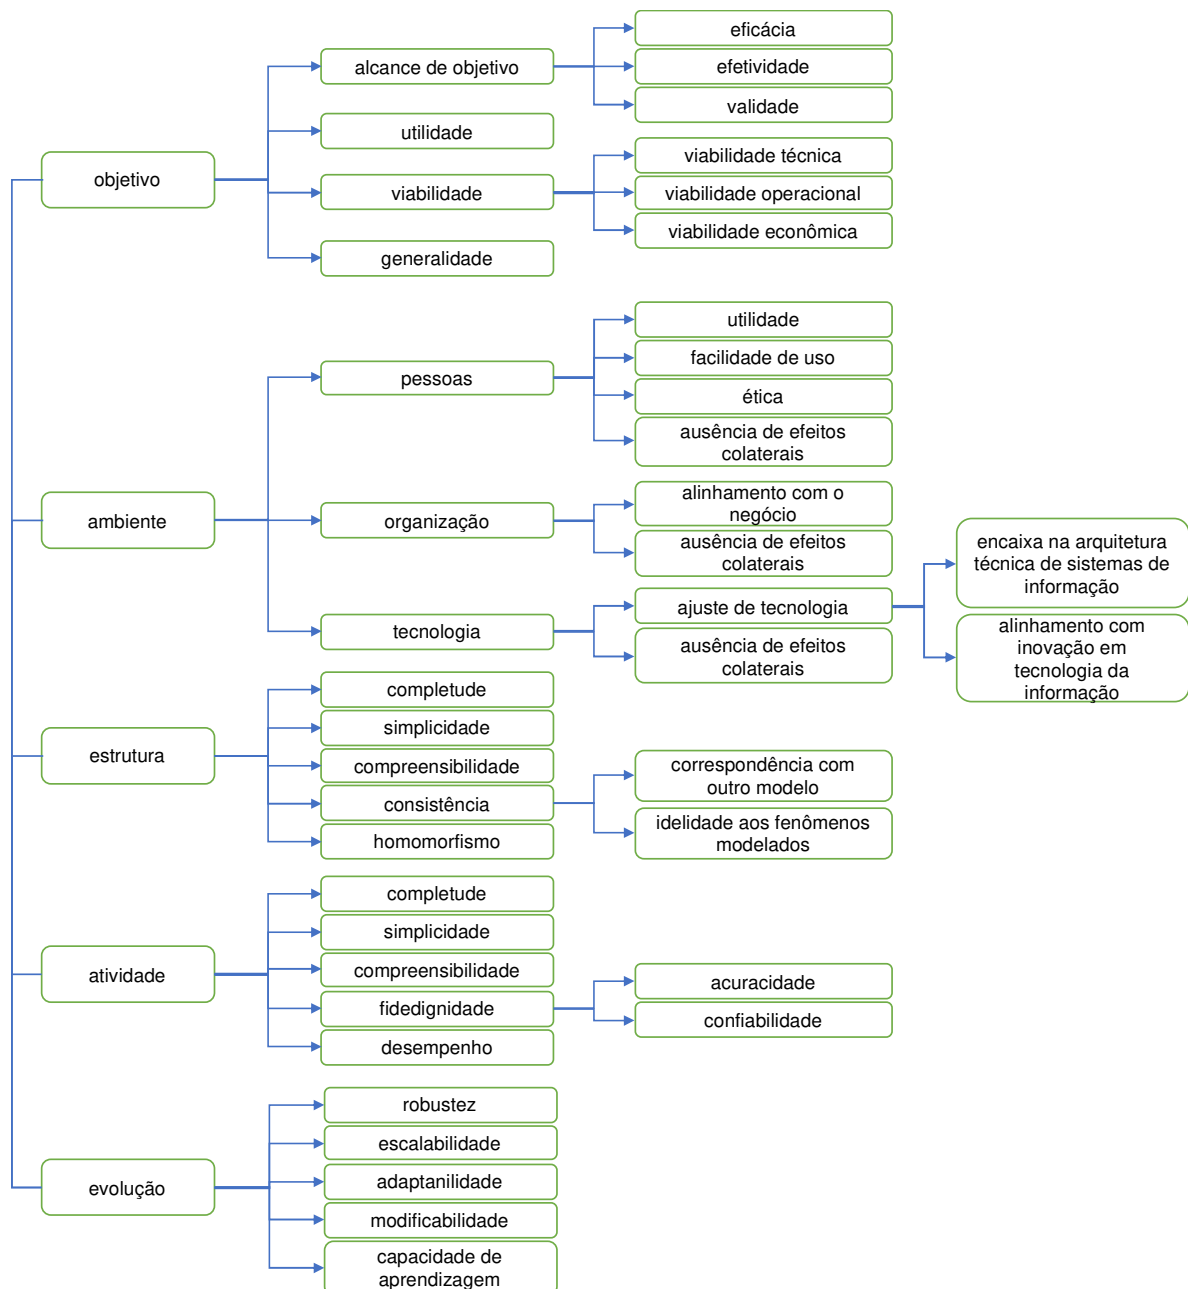 objetivo
alcance de objetivo
eficácia
efetividade
validade
utilidade
viabilidade
viabilidade técnica
viabilidade operacional
viabilidade econômica
generalidade
ambiente
pessoas
utilidade
facilidade de uso
ética
ausência de efeitos
colaterais
organização
alinhamento com o
negócio
ausência de efeitos
colaterais
tecnologia
ajuste de tecnologia
encaixa na arquitetura
técnica de sistemas de
informação
alinhamento com
inovação em
tecnologia da
informação
ausência de efeitos
colaterais
estrutura
completude
simplicidade
compreensibilidade
consistência
correspondência com
outro modelo
idelidade aos fenômenos
modelados
homomorfismo
atividade
completude
simplicidade
compreensibilidade
fidedignidade
acuracidade
confiabilidade
desempenho
evolução
robustez
escalabilidade
adaptanilidade
modificabilidade
capacidade de
aprendizagem